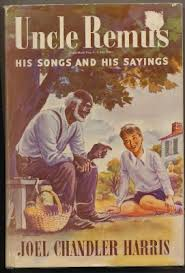 Uncle Remus
HIS SONGS AND HIS SAYINGS
JOEL CHANDLER HARRIS